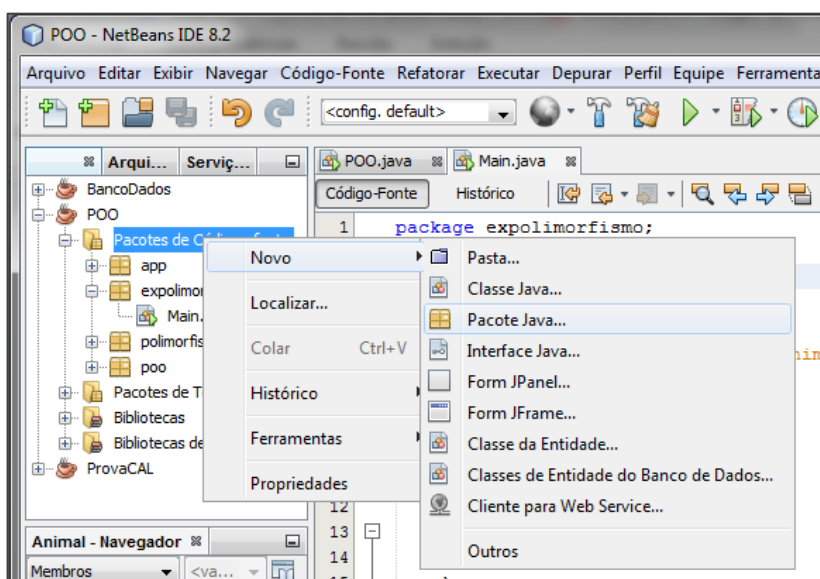 POO - NetBeans IDE 8.2
Arquivo Editar Exibir Navegar Código-Fonte Refatorar Executar Depurar Perfil Equipe Ferramenta
<config. default>
Arqui... Serviç...
POO.java Main.java
BancoDados
POO
Pacotes de
app
expolimor
Main.
polimorfis
poo
Pacotes de T
Bibliotecas
Bibliotecas de
ProvaCAL
Código-Fonte Histórico
1 package expolimorfismo;
Novo
Localizar...
Colar Ctrl+V
Histórico
Ferramentas
Propriedades
Pasta...
Classe Java...
Pacote Java...
Interface Java...
Form JPanel...
Form JFrame...
Classe da Entidade...
Classes de Entidade do Banco de Dados...
Cliente para Web Service...
Outros
12
13
14
Animal - Navegador
Membros <va...